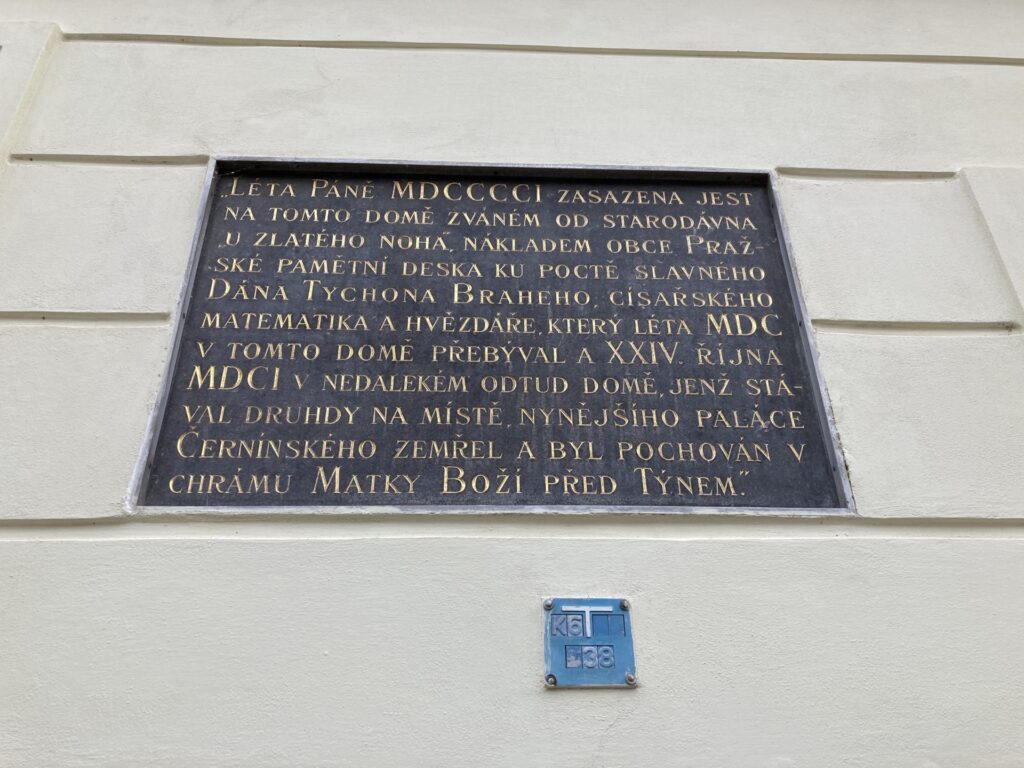 „Léta Páně MDCCCCI zasazena jest
na tomto domě zváném od starodávna
„u zlatého noha“, nákladem obce Praž-
ské pamětní deska ku poctě slavného
Dána Tychona Braheho, císařského
matematika a hvězdáře, který léta MDC
v tomto domě přebýval a XXIV. října
MDCI v nedalekém odtud domě, jenž stá-
val druhdy na místě nynějšího paláce
Černínského zemřel a byl pochován v
chrámu Matky Boží před Týnem.“
K6 T
38